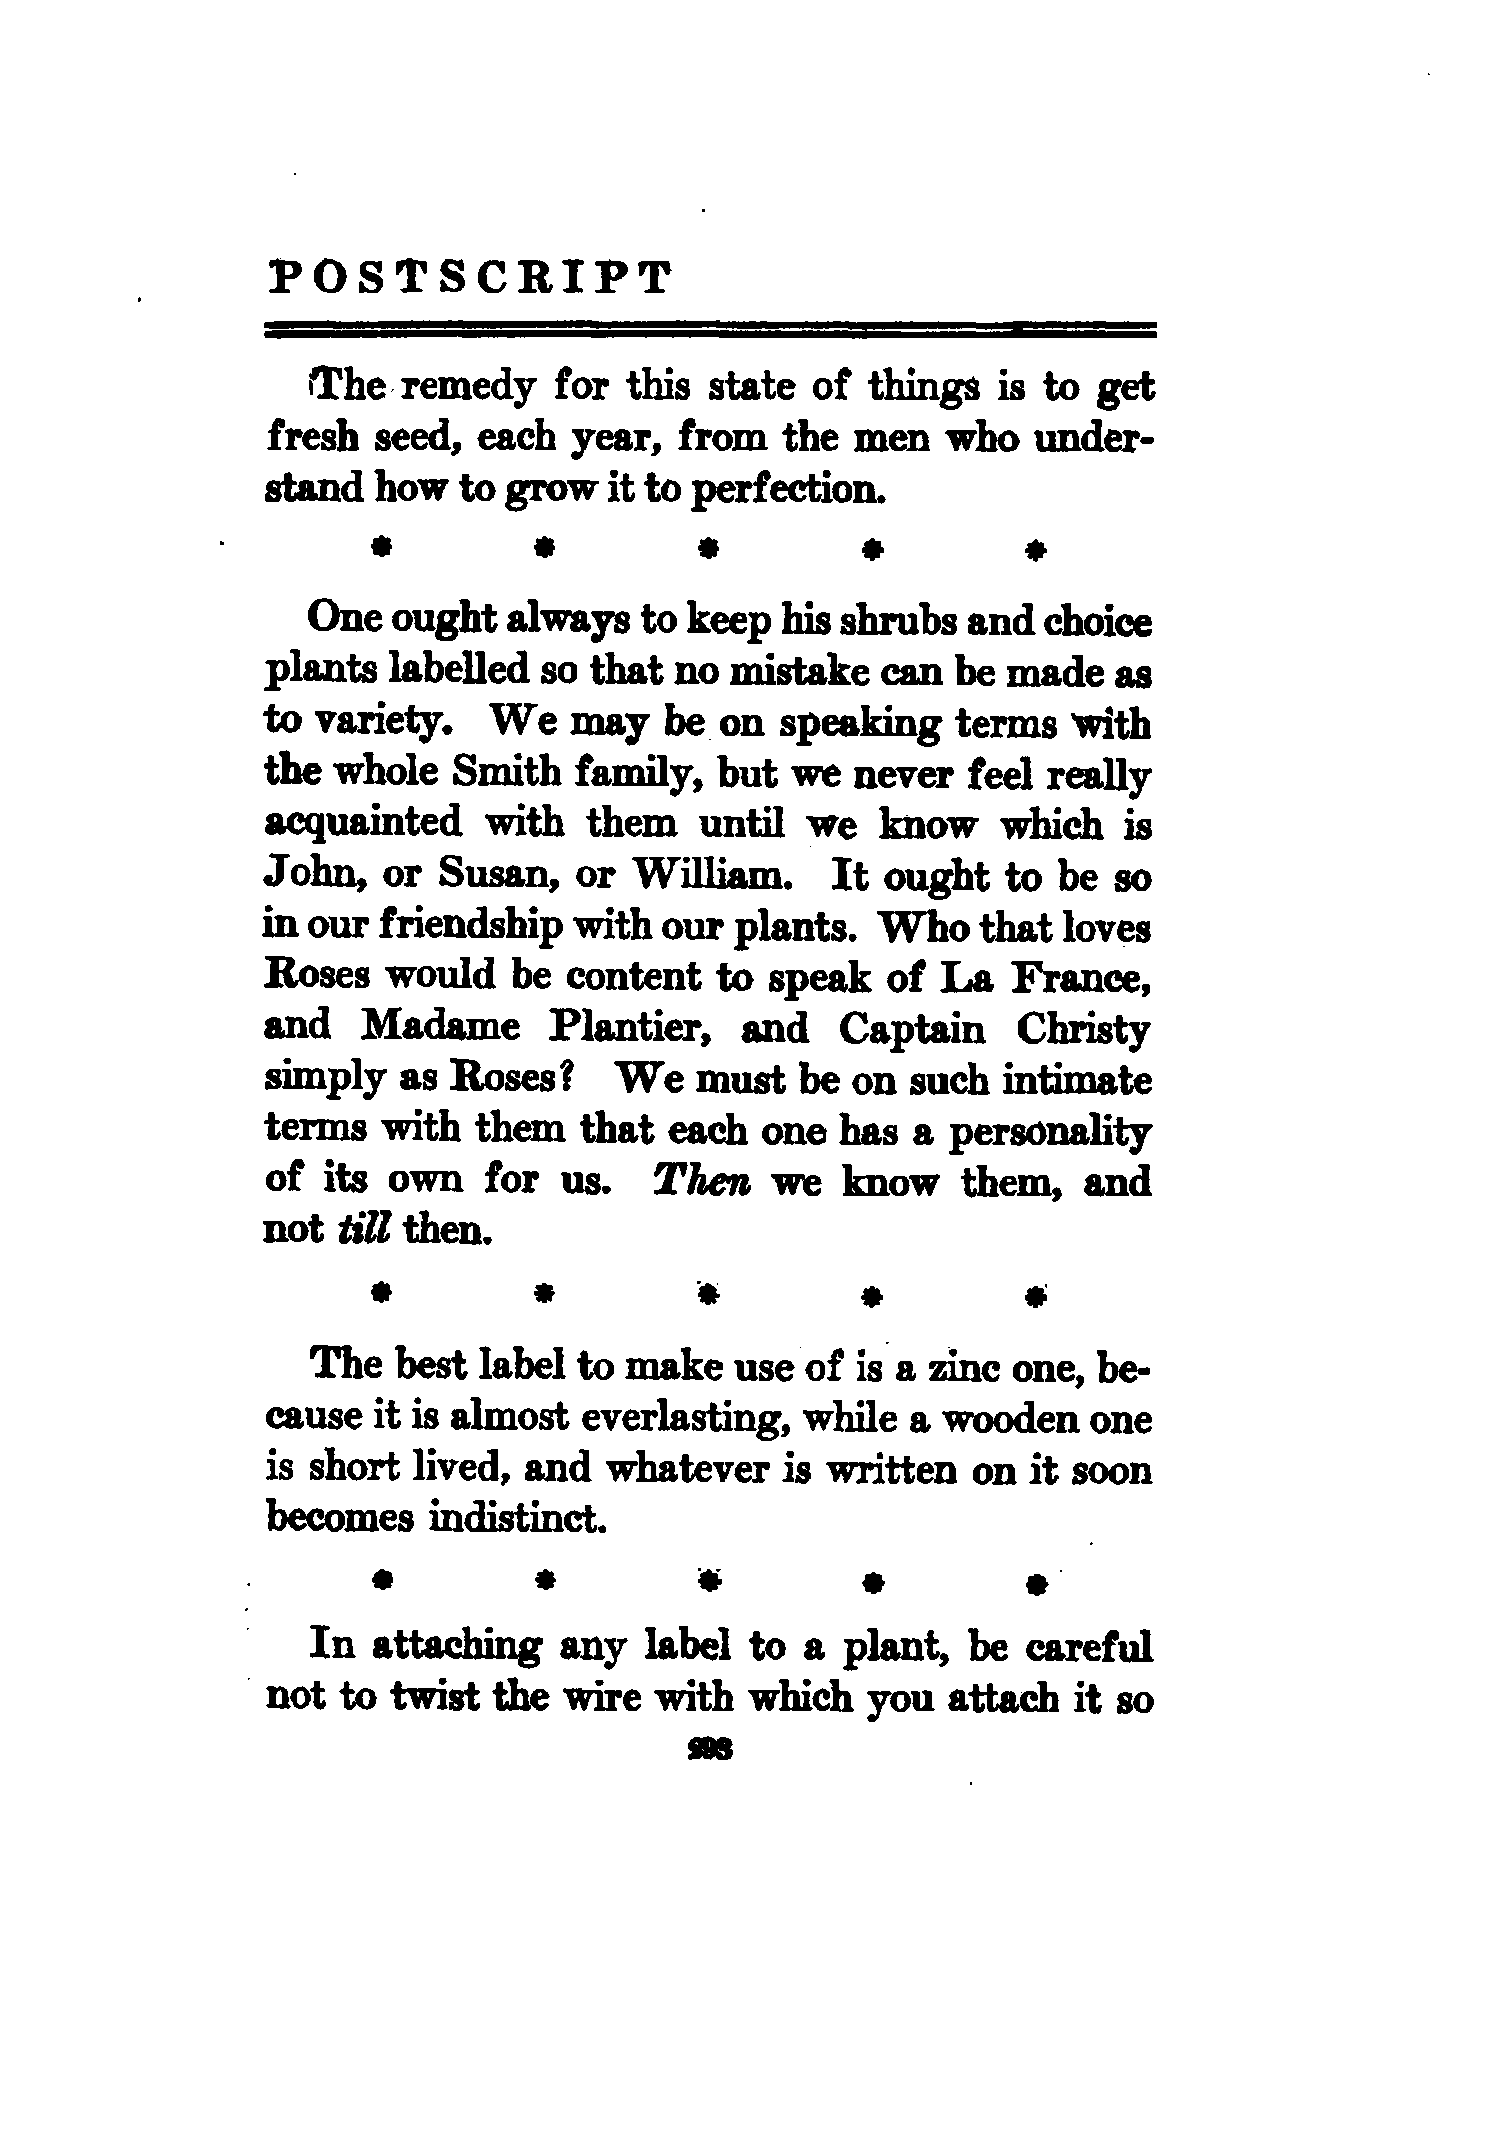 POSTSCRIPT
The remedy for this state of things is to get
fresh seed, each year, from the men who under-
stand how to grow it to perfection.
* * * * *
One ought always to keep his shrubs and choice
plants labelled so that no mistake can be made as
to variety. We may be on speaking terms with
the whole Smith family, but we never feel really
acquainted with them until we know which is
John, or Susan, or William. It ought to be so
in our friendship with our plants. Who that loves
Roses would be content to speak of La France,
and Madame Plantier, and Captain Christy
simply as Roses? We must be on such intimate
terms with them that each one has a personality
of its own for us. Then we know them, and
not till then.
* * * * *
The best label to make use of is a zinc one, be-
cause it is almost everlasting, while a wooden one
is short lived, and whatever is written on it soon
becomes indistinct.
* * * * *
In attaching any label to a plant, be careful
not to twist the wire with which you attach it so
293